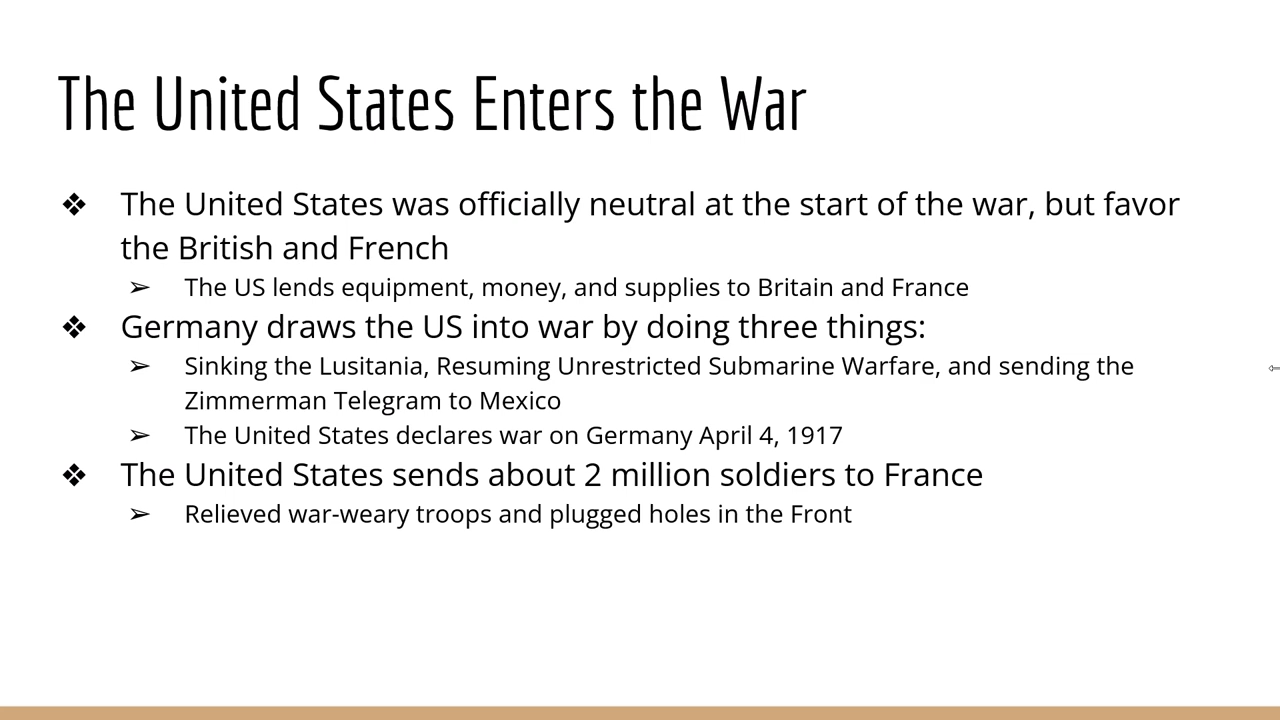 The United States Enters the War
❖ The United States was officially neutral at the start of the war, but favor
the British and French
➢ The US lends equipment, money, and supplies to Britain and France
❖ Germany draws the US into war by doing three things:
➢ Sinking the Lusitania, Resuming Unrestricted Submarine Warfare, and sending the
Zimmerman Telegram to Mexico
➢ The United States declares war on Germany April 4, 1917
❖ The United States sends about 2 million soldiers to France
➢ Relieved war-weary troops and plugged holes in the Front